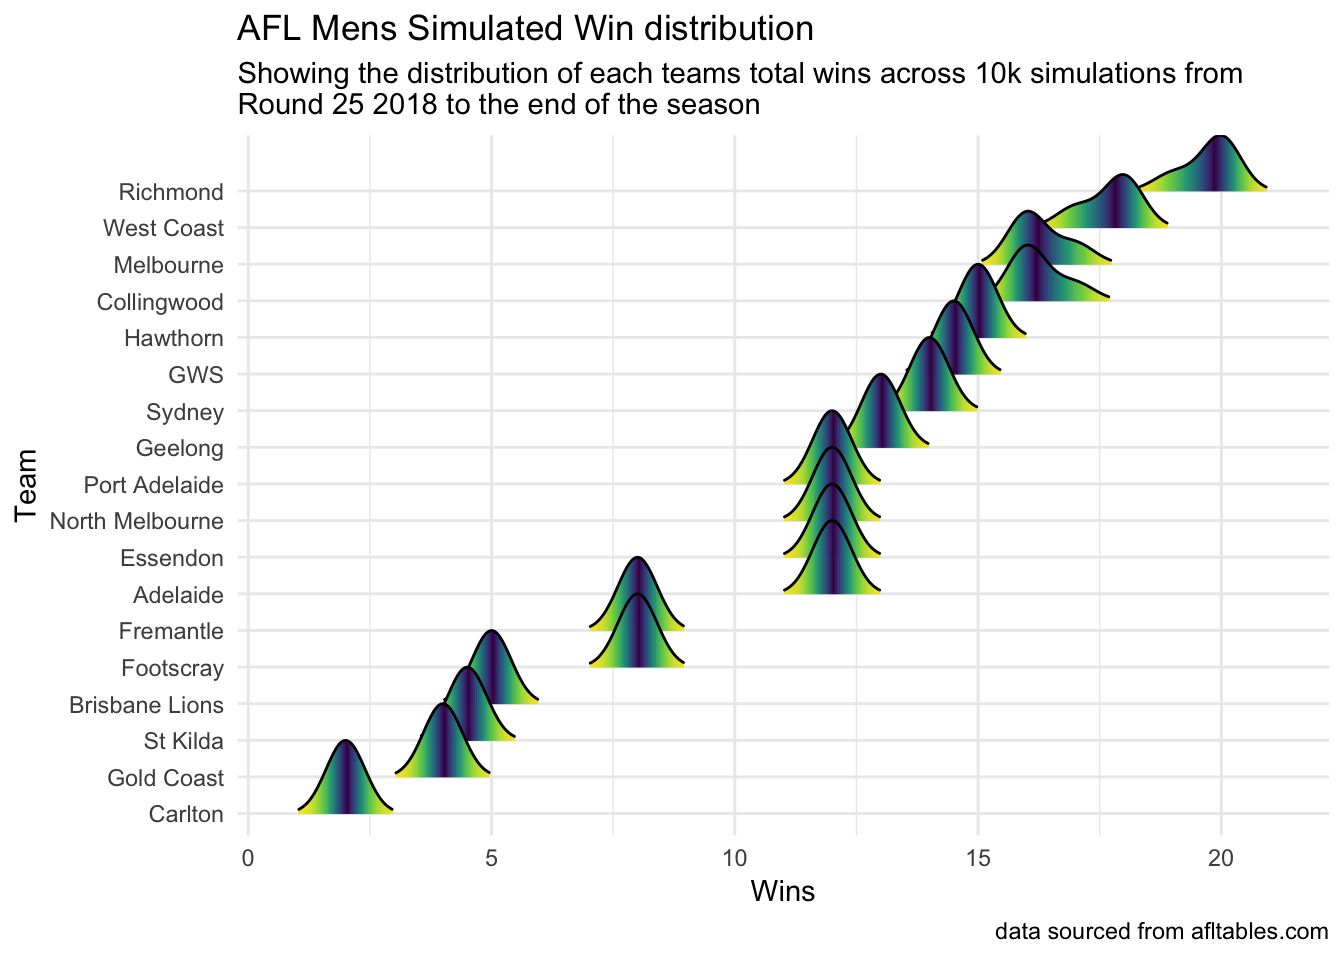 AFL Mens Simulated Win distribution
Showing the distribution of each teams total wins across 10k simulations from
Round 25 2018 to the end of the season
Team
Richmond
West Coast
Melbourne
Collingwood
Hawthorn
GWS
Sydney
Geelong
Port Adelaide
North Melbourne
Essendon
Adelaide
Fremantle
Footscray
Brisbane Lions
St Kilda
Gold Coast
Carlton
0 5 10 15 20
Wins
data sourced from afltables.com